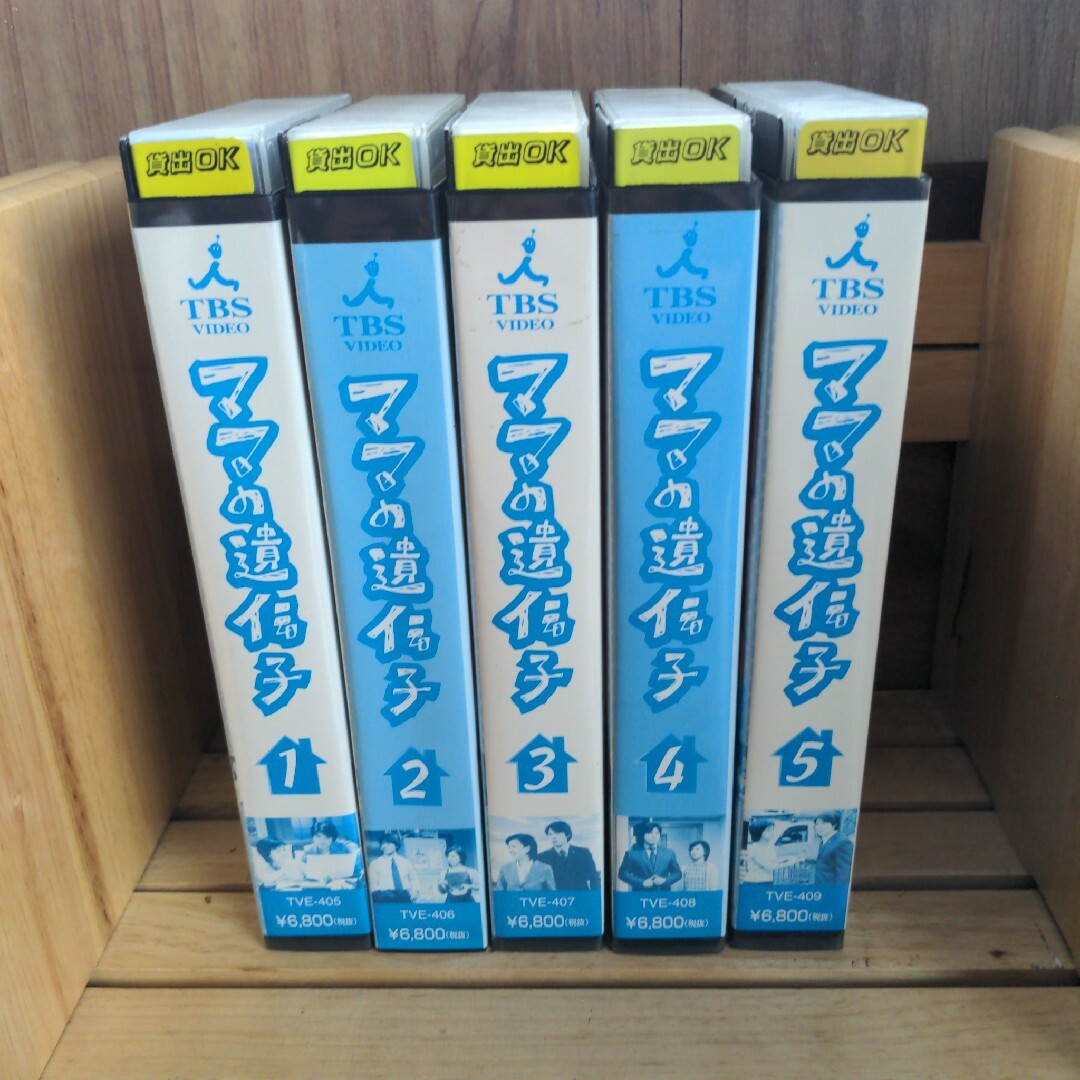 貸出OK
TBS
VIDEO
ママの遺伝子
1
TVE-405
¥6,800(税抜)
貸出OK
TBS
VIDEO
ママの遺伝子
2
TVE-406
¥6,800(税抜)
貸出OK
TBS
VIDEO
ママの遺伝子
3
TVE-407
¥6,800(税抜)
貸出OK
TBS
VIDEO
ママの遺伝子
4
TVE-408
¥6,800(税抜)
貸出OK
TBS
VIDEO
ママの遺伝子
5
TVE-409
¥6,800(税抜)